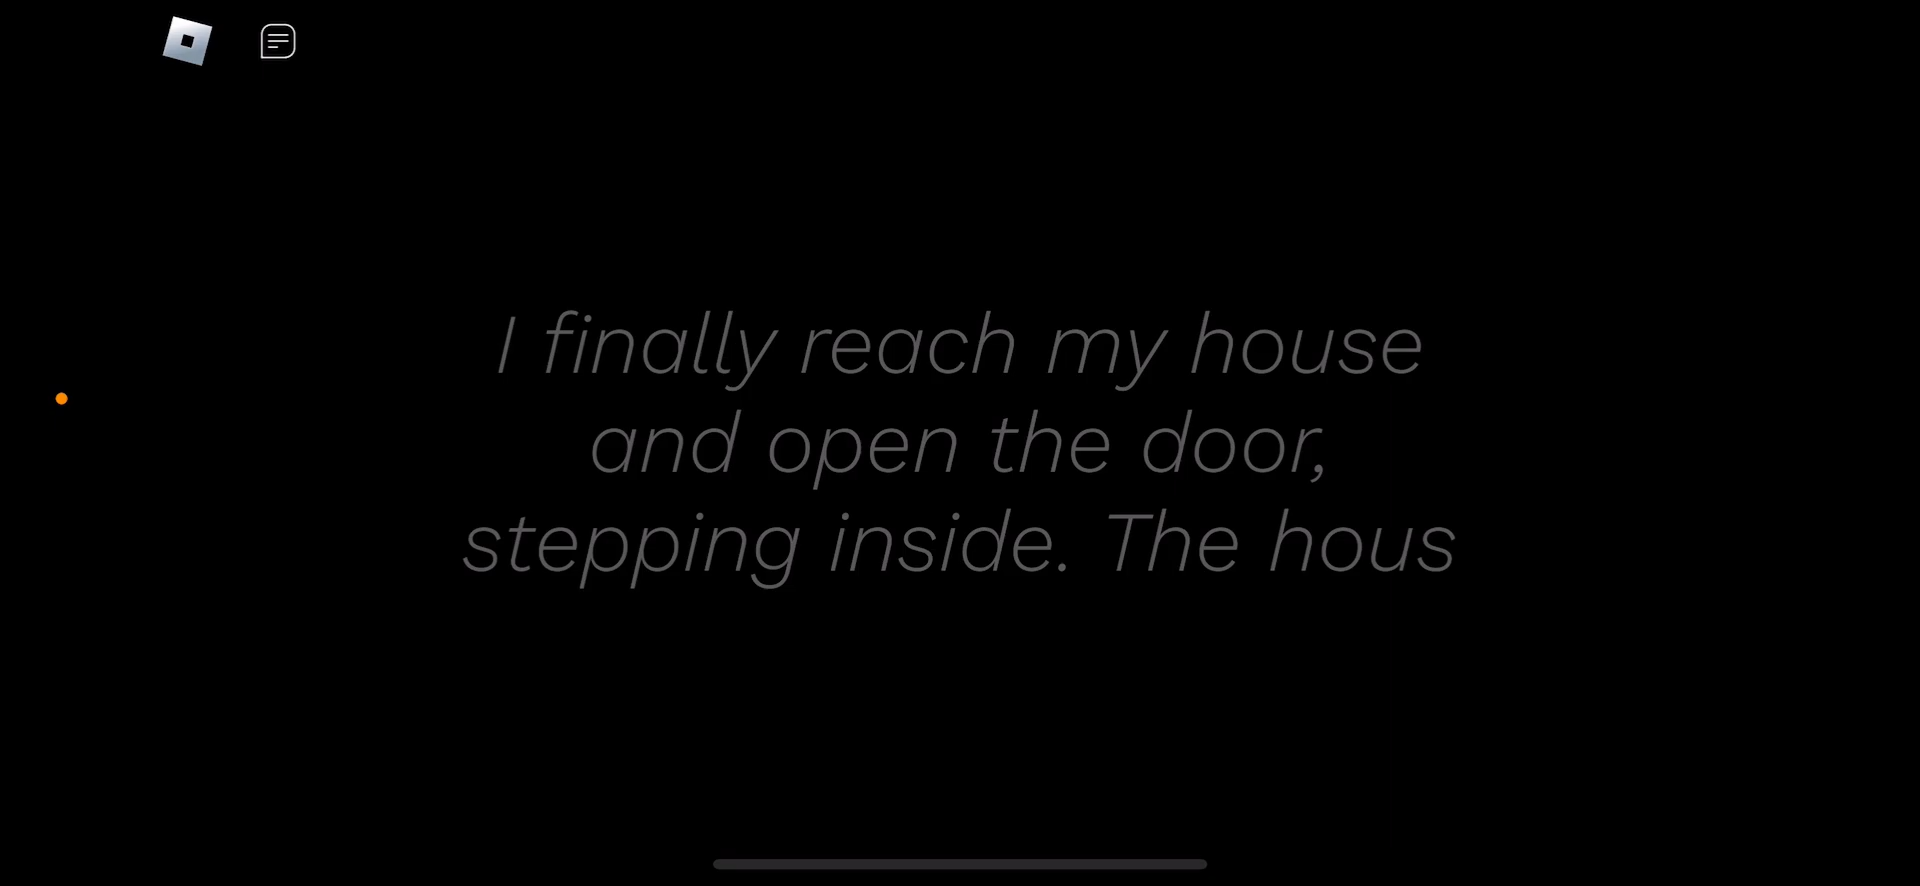 I finally reach my house
and open the door,
stepping inside. The hous